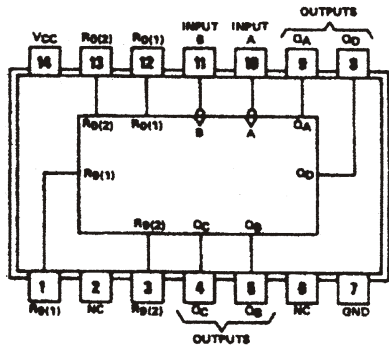 OUTPUTS
VCC R0(2) R0(1) INPUT B INPUT A QA QD
14 13 12 11 10 9 8
R0(2) R0(1) B A QA
R9(1) QD
R9(2) QC QB
1 2 3 4 5 6 7
R9(1) NC R9(2) QC QB NC GND
OUTPUTS